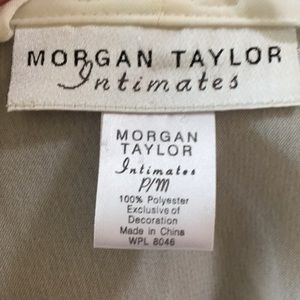 MORGAN TAYLOR
Intimates
MORGAN
TAYLOR
Intimates
P/M
100% Polyester
Exclusive of
Decoration
Made in China
WPL 8046